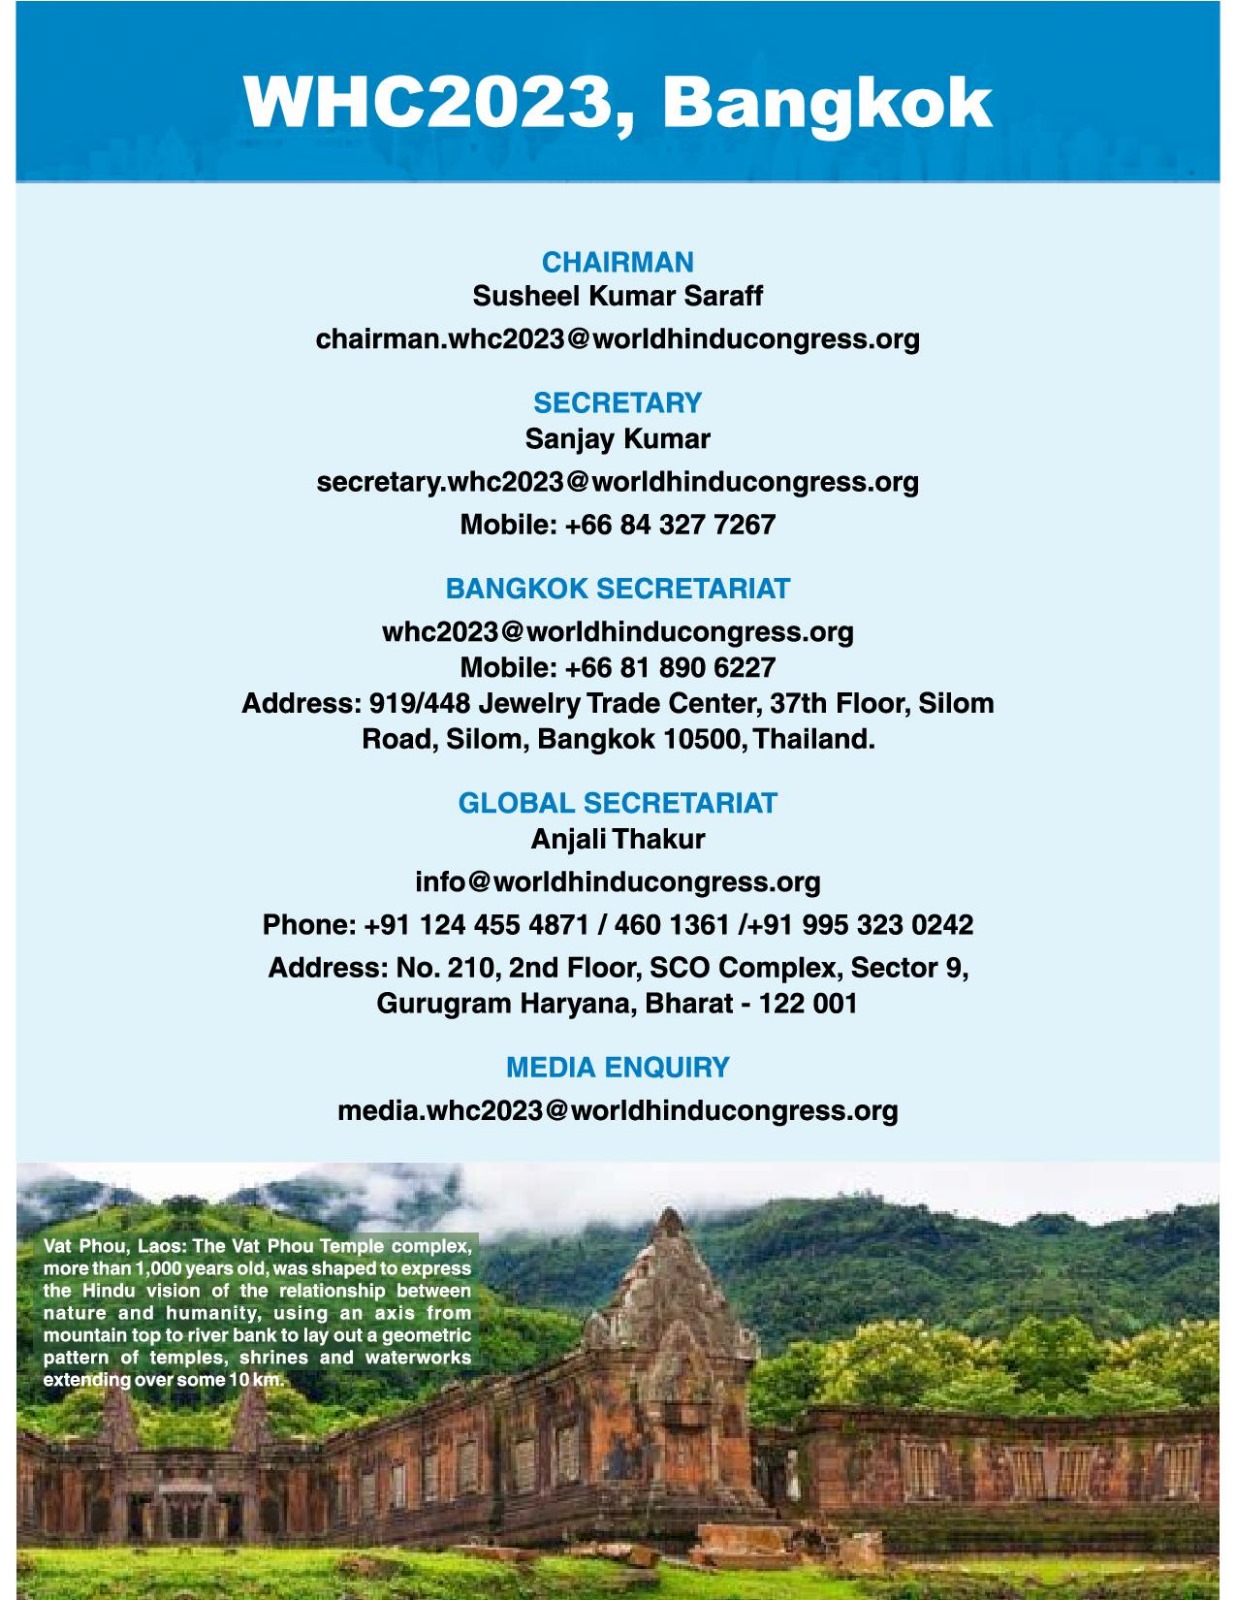 WHC2023, Bangkok
CHAIRMAN
Susheel Kumar Saraff
chairman.whc2023@worldhinducongress.org
SECRETARY
Sanjay Kumar
secretary.whc2023@worldhinducongress.org
Mobile: +66 84 327 7267
BANGKOK SECRETARIAT
whc2023@worldhinducongress.org
Mobile: +66 81 890 6227
Address: 919/448 Jewelry Trade Center, 37th Floor, Silom
Road, Silom, Bangkok 10500, Thailand.
GLOBAL SECRETARIAT
Anjali Thakur
info@worldhinducongress.org
Phone: +91 124 455 4871 / 460 1361 /+91 995 323 0242
Address: No. 210, 2nd Floor, SCO Complex, Sector 9,
Gurugram Haryana, Bharat - 122 001
MEDIA ENQUIRY
media.whc2023@worldhinducongress.org
Vat Phou, Laos: The Vat Phou Temple complex,
more than 1,000 years old, was shaped to express
the Hindu vision of the relationship between
nature and humanity, using an axis from
mountain top to river bank to lay out a geometric
pattern of temples, shrines and waterworks
extending over some 10 km.